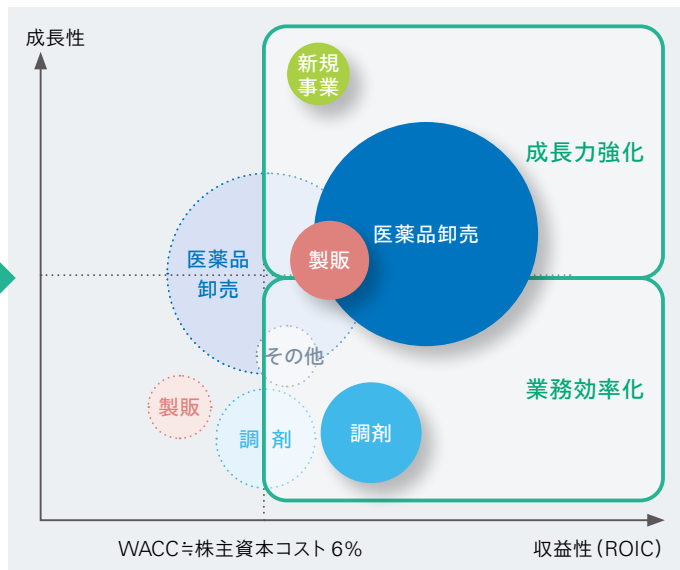 成長性
新規
事業
成長力強化
医薬品卸売
医薬品
卸売
製販
その他
業務効率化
製販
調剤
調剤
WACC≒株主資本コスト 6%
収益性（ROIC）